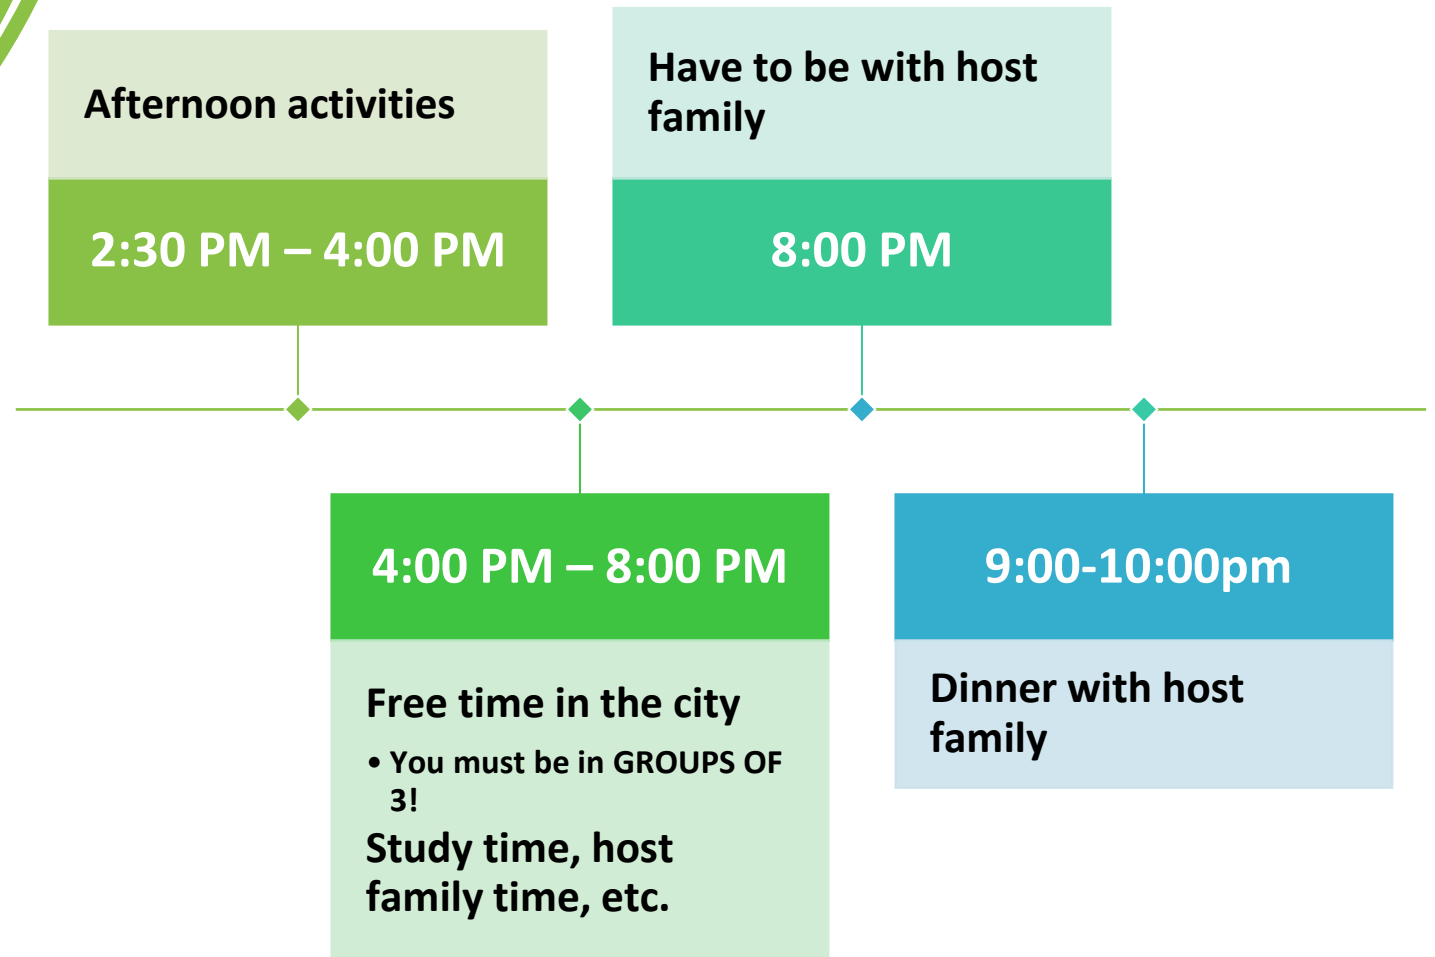 Afternoon activities
2:30 PM – 4:00 PM
4:00 PM – 8:00 PM
Free time in the city
• You must be in GROUPS OF
3!
Study time, host
family time, etc.
Have to be with host
family
8:00 PM
9:00-10:00pm
Dinner with host
family